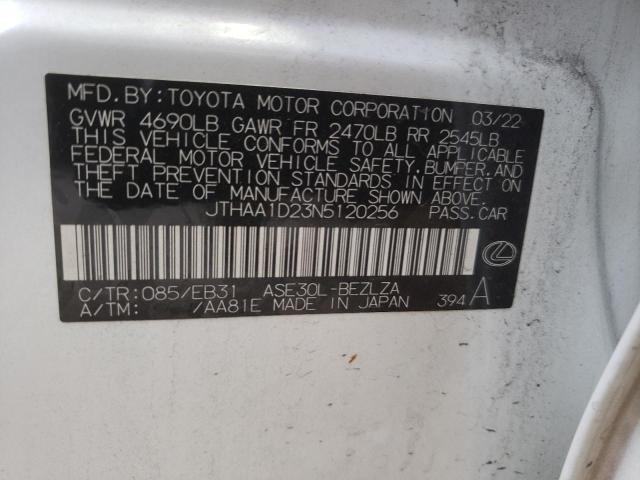 MFD. BY: TOYOTA MOTOR CORPORATION 03/22
GVWR 4690LB GAWR FR 2470LB RR 2545LB
THIS VEHICLE CONFORMS TO ALL APPLICABLE
FEDERAL MOTOR VEHICLE SAFETY, BUMPER, AND
THEFT PREVENTION STANDARDS IN EFFECT ON
THE DATE OF MANUFACTURE SHOWN ABOVE.
JTHAA1D23N5120256 PASS. CAR
C/TR: 085/EB31 ASE30L-BEZLZA
A/TM: /AA81E MADE IN JAPAN 394 A